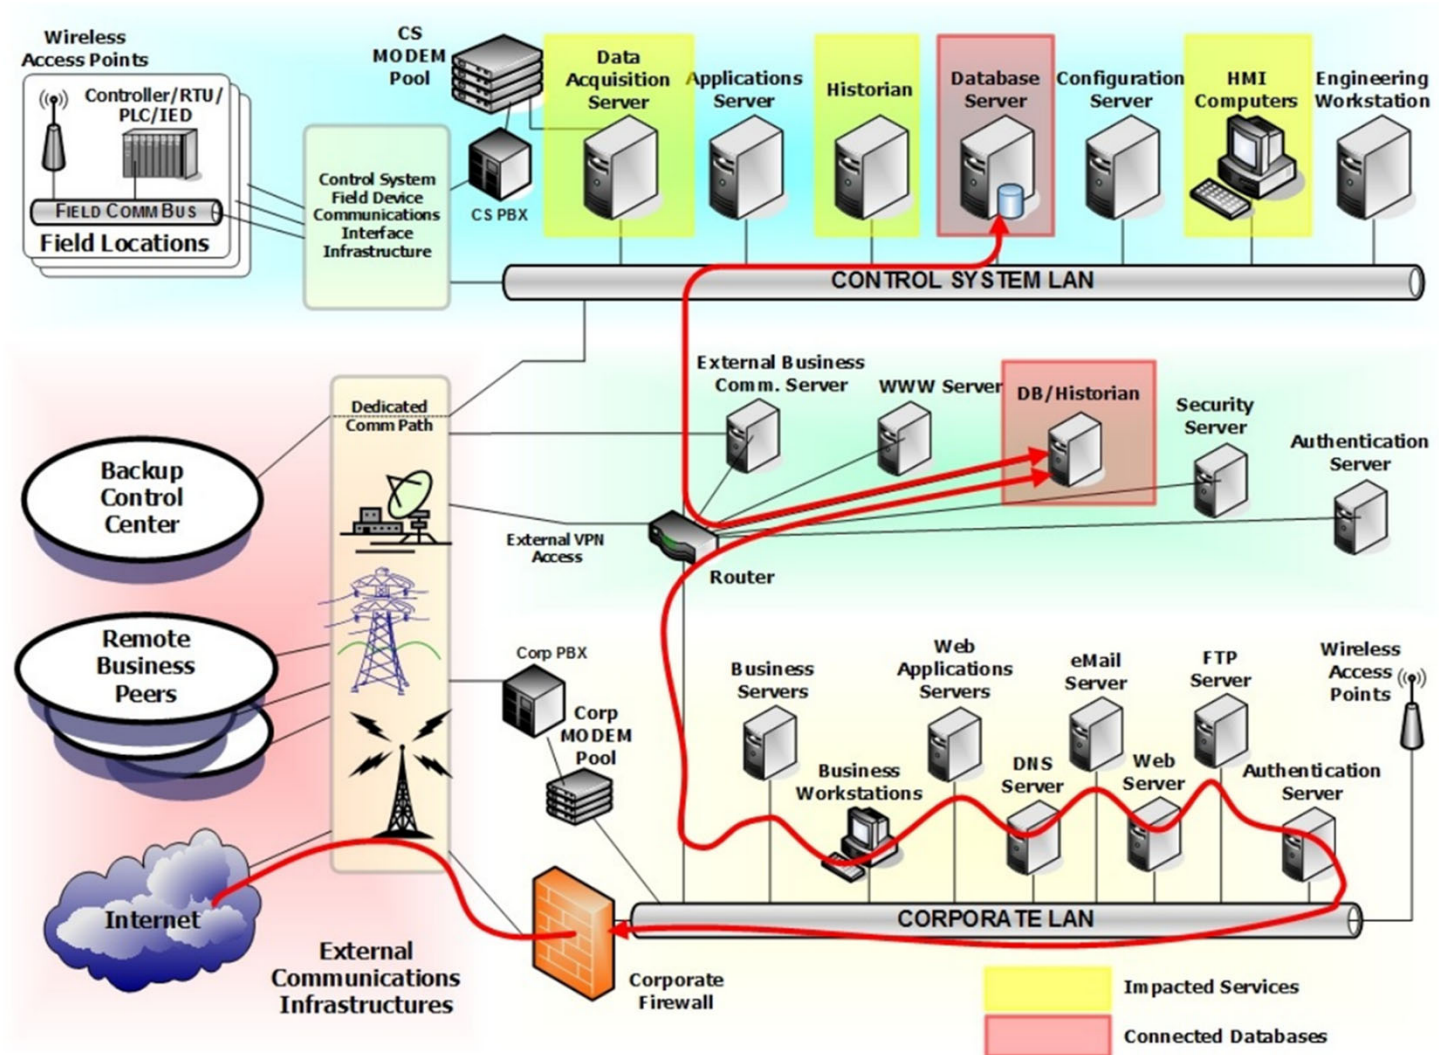 Wireless
Access Points
Controller/RTU/
PLC/IED
FIELD COMM BUS
Field Locations
Control System
Field Device
Communications
Interface
Infrastructure
CS
MODEM
Pool
CS PBX
Data
Acquisition
Server
Applications
Server
Historian
Database
Server
Configuration
Server
HMI
Computers
Engineering
Workstation
CONTROL SYSTEM LAN
External Business
Comm. Server
WWW Server
DB/Historian
Security
Server
Authentication
Server
Dedicated
Comm Path
Backup
Control
Center
External VPN
Access
Router
Remote
Business
Peers
Corp PBX
Corp
MODEM
Pool
Business
Servers
Business
Workstations
Web
Applications
Servers
DNS
Server
eMail
Server
Web
Server
FTP
Server
Authentication
Server
Wireless
Access
Points
Internet
CORPORATE LAN
External
Communications
Infrastructures
Corporate
Firewall
Impacted Services
Connected Databases